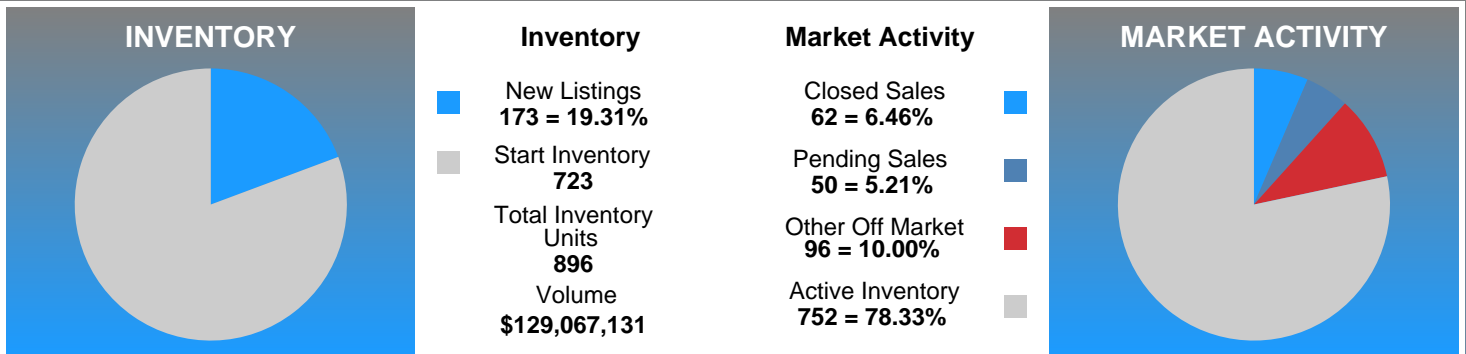 INVENTORY
Inventory
New Listings
173 = 19.31%
Start Inventory
723
Total Inventory
Units
896
Volume
$129,067,131
Market Activity
Closed Sales
62 = 6.46%
Pending Sales
50 = 5.21%
Other Off Market
96 = 10.00%
Active Inventory
752 = 78.33%
MARKET ACTIVITY